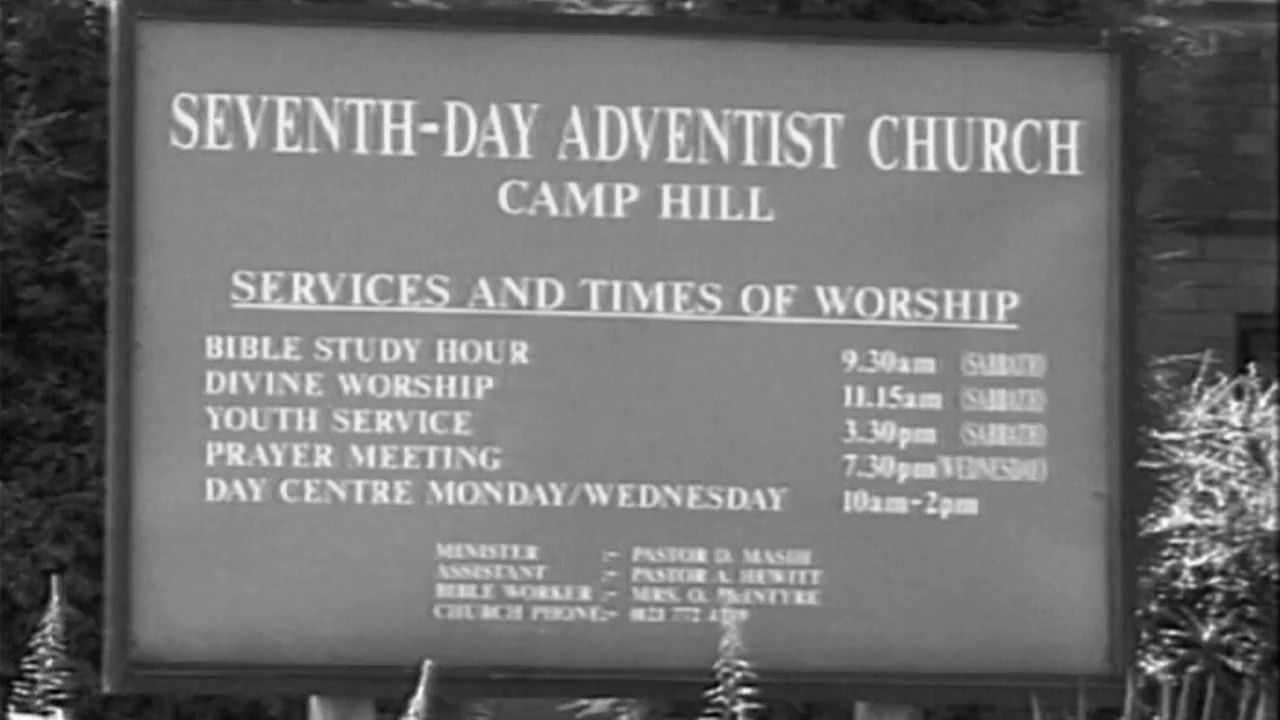 SEVENTH-DAY ADVENTIST CHURCH
CAMP HILL
SERVICES AND TIMES OF WORSHIP
BIBLE STUDY HOUR 9.30am (SABBATH)
DIVINE WORSHIP 11.15am (SABBATH)
YOUTH SERVICE 3.30pm (SABBATH)
PRAYER MEETING 7.30pm (WEDNESDAY)
DAY CENTRE MONDAY/WEDNESDAY 10am-2pm
MINISTER :- PASTOR D.
ASSISTANT :- PASTOR A. HEWITT
BIBLE WORKER :- MRS. O. McINTYRE
CHURCH PHONE:- 772